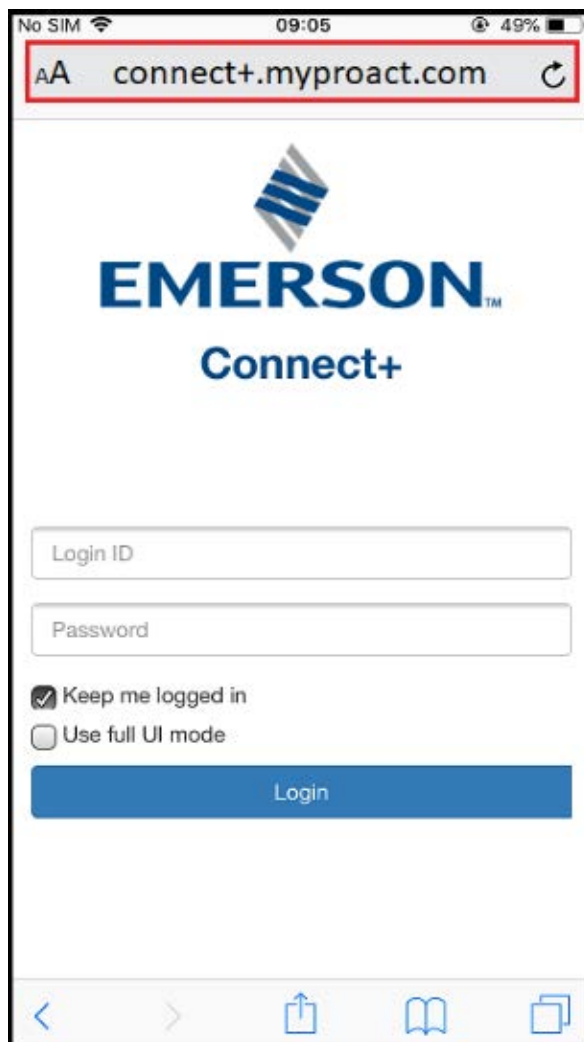 No SIM 09:05 49%
AA connect+.myproact.com
EMERSON™
Connect+
Login ID
Password
Keep me logged in
Use full UI mode
Login